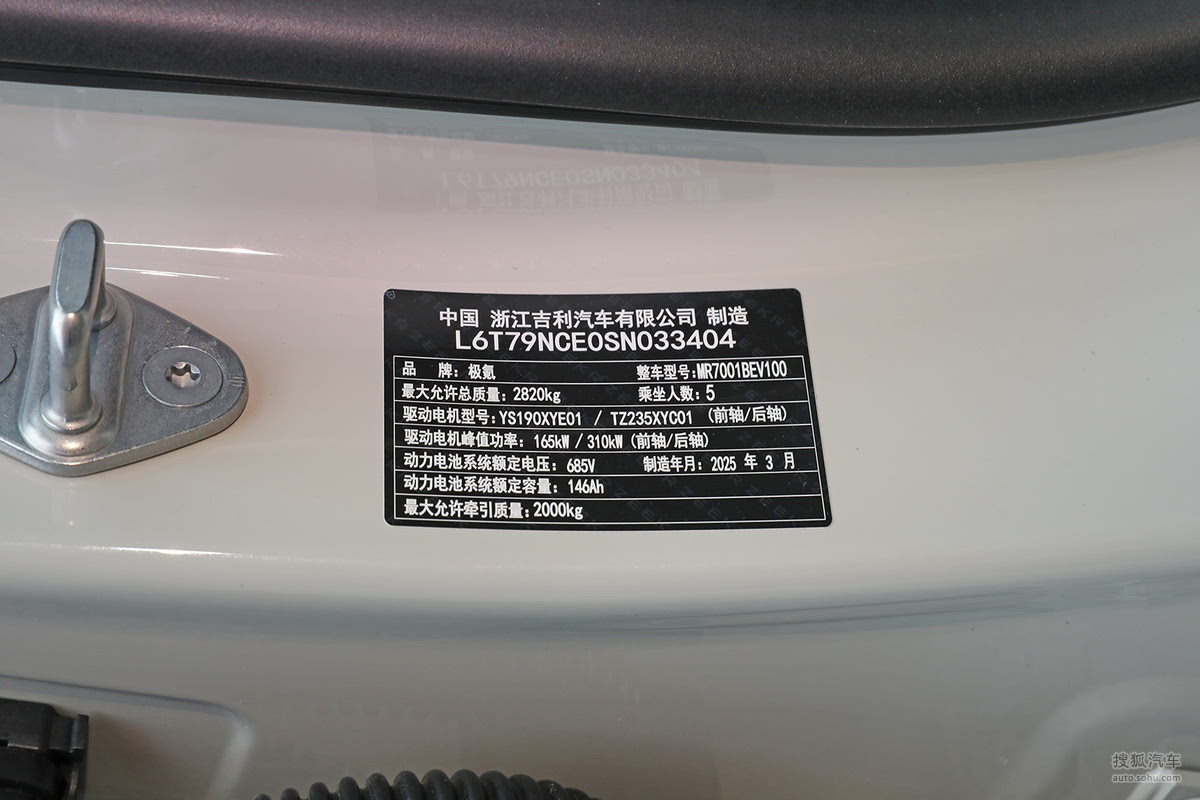 中国 浙江吉利汽车有限公司 制造
L6T79NCE0SN033404
品 牌：极氪 整车型号：MR7001BEV100
最大允许总质量：2820kg 乘坐人数：5
驱动电机型号：YS190XYE01 / TZ235XYC01 (前轴/后轴)
驱动电机峰值功率：165kW / 310kW (前轴/后轴)
动力电池系统额定电压：685V 制造年月：2025 年 3 月
动力电池系统额定容量：146Ah
最大允许牵引质量：2000kg
搜狐汽车
auto.sohu.com